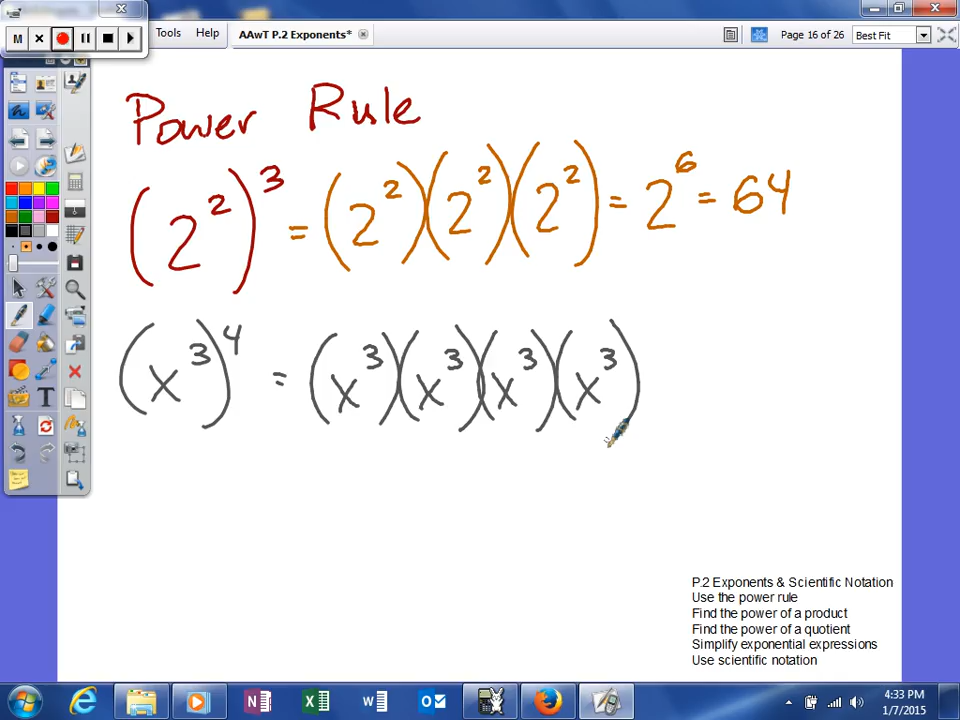 M
Tools Help AAwT P.2 Exponents* Page 16 of 26 Best Fit
Power Rule
(2²)³ = (2²)(2²)(2²) = 2⁶ = 64
(x³)⁴ = (x³)(x³)(x³)(x³)
P.2 Exponents & Scientific Notation
Use the power rule
Find the power of a product
Find the power of a quotient
Simplify exponential expressions
Use scientific notation
4:33 PM
1/7/2015